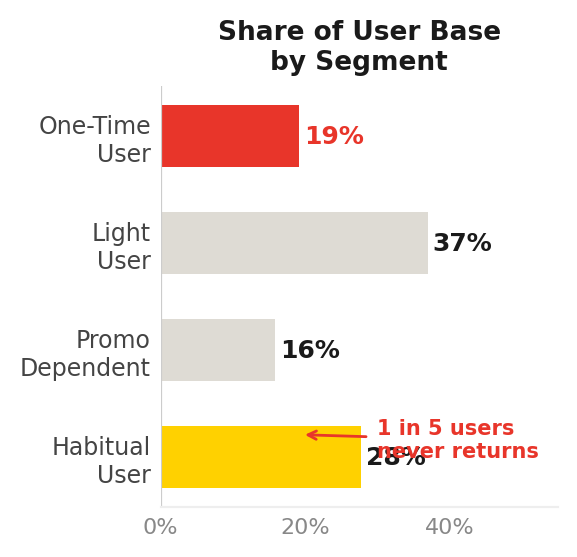 Share of User Base
by Segment
One-Time
User
19%
Light
User
37%
Promo
Dependent
16%
Habitual
User
28%
1 in 5 users
never returns
0%
20%
40%